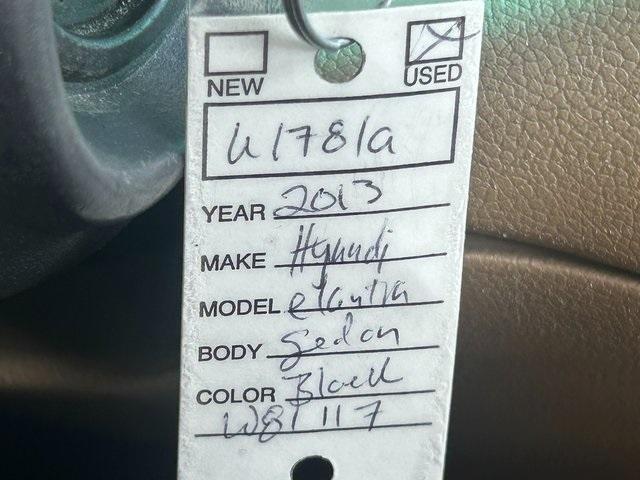 NEW USED
U1781a
YEAR 2013
MAKE Hyundi
MODEL elantra
BODY Sedan
COLOR Black
W81117